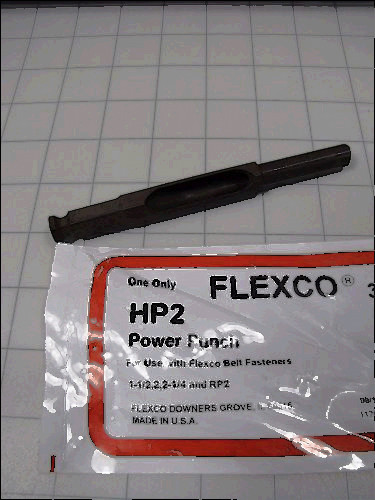 One Only FLEXCO® 3
HP2
Power Punch
For Use with Flexco Belt Fasteners
1-1/2,2,2-1/4 and RP2
FLEXCO DOWNERS GROVE,
MADE IN U.S.A.